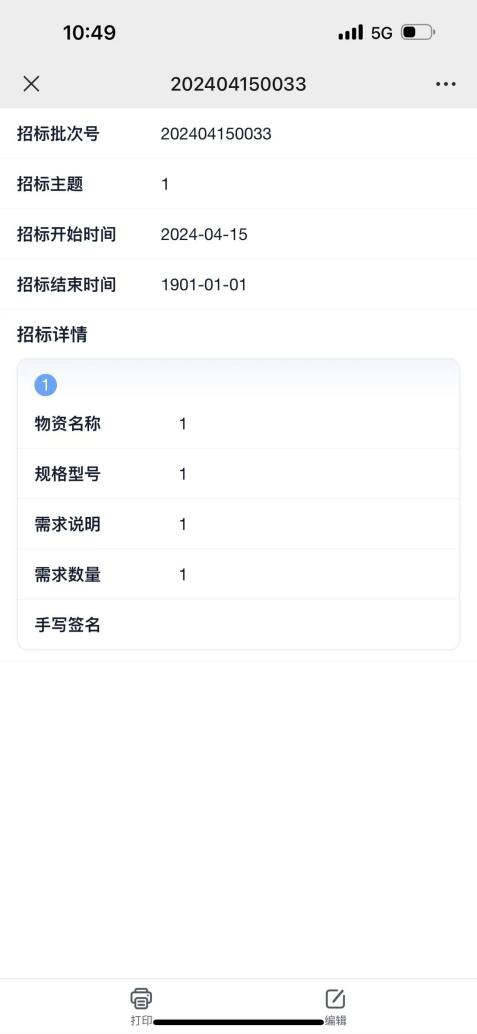 10:49 5G
202404150033
招标批次号 202404150033
招标主题 1
招标开始时间 2024-04-15
招标结束时间 1901-01-01
招标详情
1
物资名称 1
规格型号 1
需求说明 1
需求数量 1
手写签名
打印 编辑